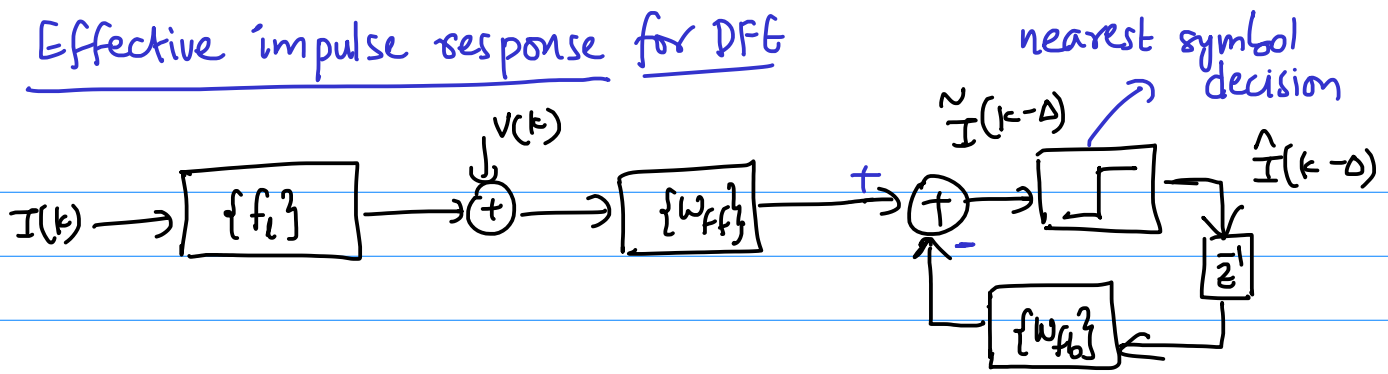 Effective impulse response for DFE
nearest symbol
decision
V(k)
Ĩ(k-Δ)
Î(k-Δ)
I(k)
{f_l}
+
{W_ff}
+
+
-
z^-1
{W_fb}